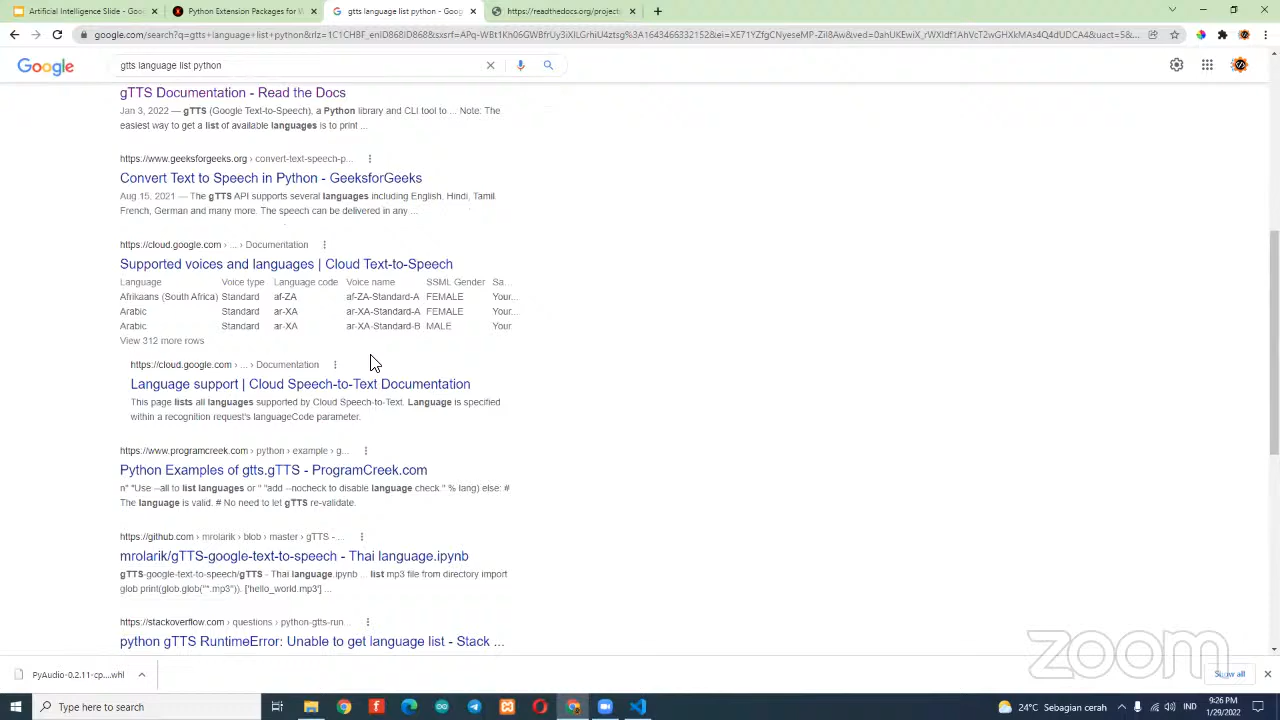 Artificial Intelligence Slide - Goo
Python Extension Packages for W
gtts language list python - Goog
https://readthedocs.org/project
google.com/search?q=gtts+language+list+python
Google
gtts language list python
gTTS Documentation - Read the Docs
Jan 3, 2022 — gTTS (Google Text-to-Speech), a Python library and CLI tool to ... Note: The
easiest way to get a list of available languages is to print ...
https://www.geeksforgeeks.org › convert-text-speech-p...
Convert Text to Speech in Python - GeeksforGeeks
Aug 15, 2021 — The gTTS API supports several languages including English, Hindi, Tamil,
French, German and many more. The speech can be delivered in any ...
https://cloud.google.com › ... › Documentation
Supported voices and languages | Cloud Text-to-Speech
Language Voice type Language code Voice name SSML Gender Sa...
Afrikaans (South Africa) Standard af-ZA af-ZA-Standard-A FEMALE Your...
Arabic Standard ar-XA ar-XA-Standard-A FEMALE Your...
Arabic Standard ar-XA ar-XA-Standard-B MALE Your
View 312 more rows
https://cloud.google.com › ... › Documentation
Language support | Cloud Speech-to-Text Documentation
This page lists all languages supported by Cloud Speech-to-Text. Language is specified
within a recognition request's languageCode parameter.
https://www.programcreek.com › python › example › g...
Python Examples of gtts.gTTS - ProgramCreek.com
n" "Use --all to list languages or " "add --nocheck to disable language check." % lang) else: #
The language is valid. # No need to let gTTS re-validate.
https://github.com › mrolarik › blob › master › gTTS - ...
mrolarik/gTTS-google-text-to-speech - Thai language.ipynb
gTTS-google-text-to-speech/gTTS - Thai language.ipynb ... list mp3 file from directory import
glob print(glob.glob("*.mp3")). ['hello_world.mp3'] ...
https://stackoverflow.com › questions › python-gtts-run...
python gTTS RuntimeError: Unable to get language list - Stack ...
zoom
PyAudio-0.2.11-cp....whl
Show all
Type here to search
24°C Sebagian cerah
IND
9:26 PM
1/29/2022